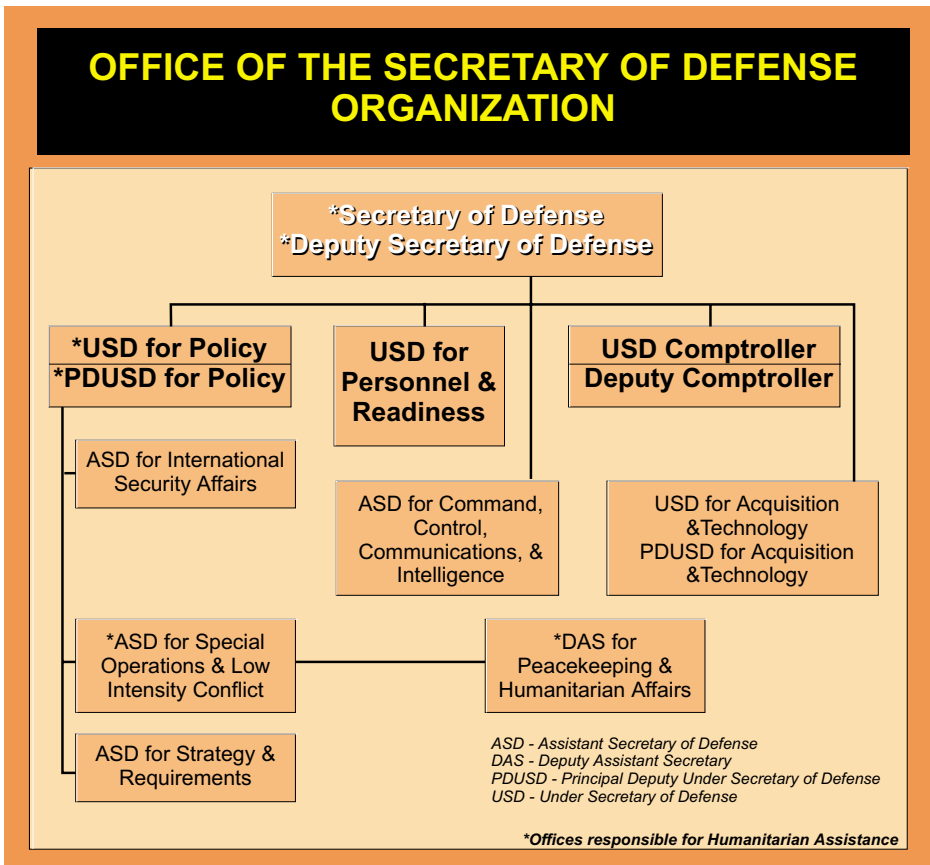 OFFICE OF THE SECRETARY OF DEFENSE
ORGANIZATION
*Secretary of Defense
*Deputy Secretary of Defense
*USD for Policy
*PDUSD for Policy
USD for
Personnel &
Readiness
USD Comptroller
Deputy Comptroller
ASD for International
Security Affairs
ASD for Command,
Control,
Communications, &
Intelligence
USD for Acquisition
&Technology
PDUSD for Acquisition
&Technology
*ASD for Special
Operations & Low
Intensity Conflict
*DAS for
Peacekeeping &
Humanitarian Affairs
ASD for Strategy &
Requirements
ASD - Assistant Secretary of Defense
DAS - Deputy Assistant Secretary
PDUSD - Principal Deputy Under Secretary of Defense
USD - Under Secretary of Defense
*Offices responsible for Humanitarian Assistance